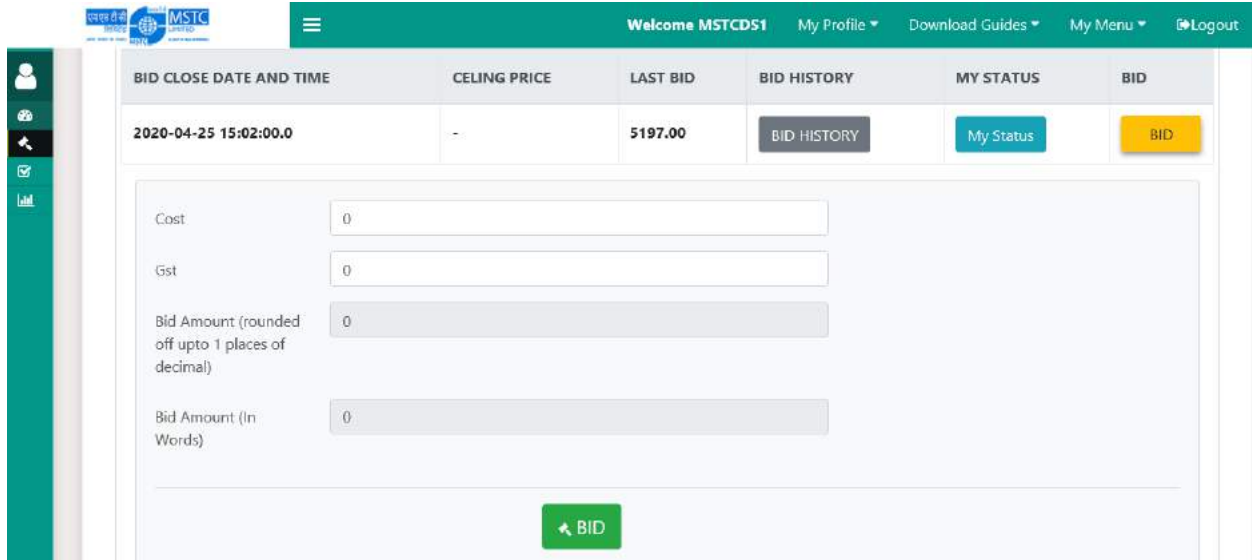 एम एस टी सी MSTC
लिमिटेड LIMITED
Welcome MSTCDS1 My Profile Download Guides My Menu Logout
BID CLOSE DATE AND TIME CELING PRICE LAST BID BID HISTORY MY STATUS BID
2020-04-25 15:02:00.0 - 5197.00 BID HISTORY My Status BID
Cost 0
Gst 0
Bid Amount (rounded 0
off upto 1 places of
decimal)
Bid Amount (In 0
Words)
BID